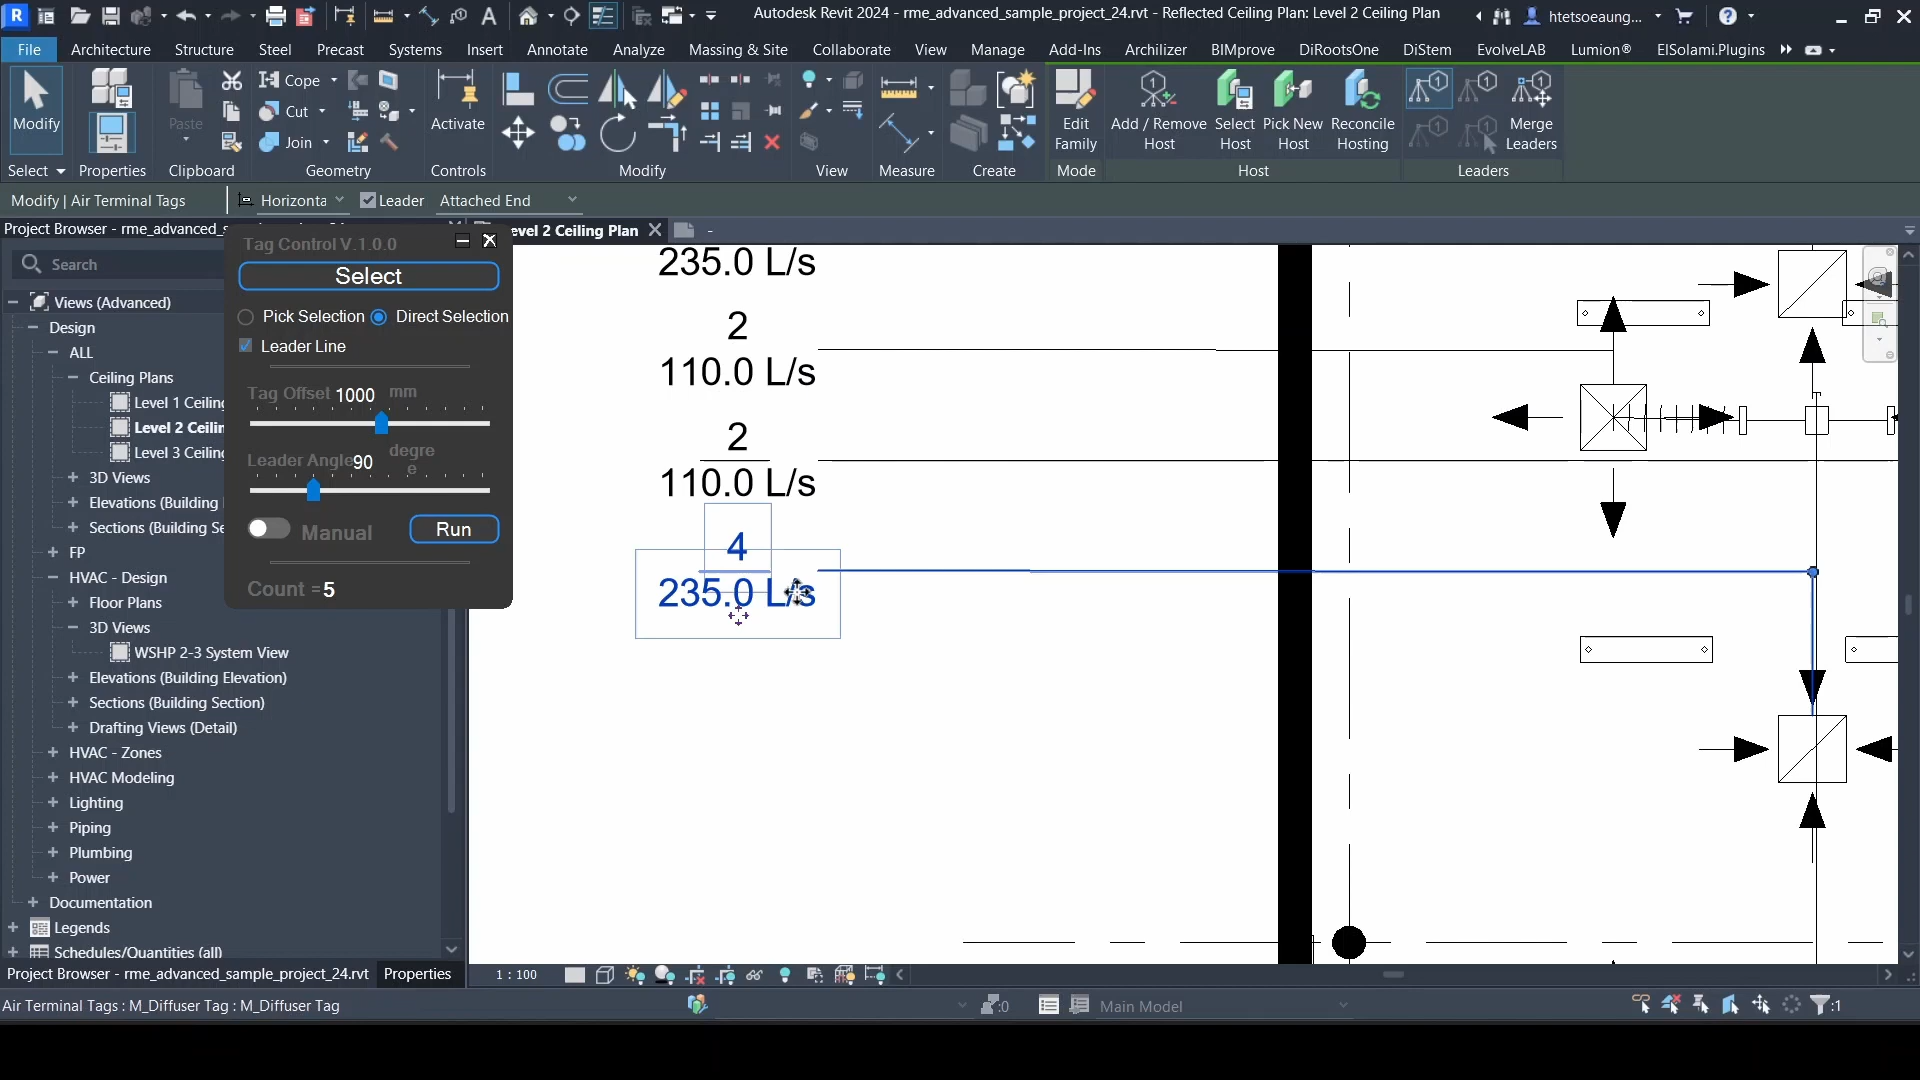 Autodesk Revit 2024 - rme_advanced_sample_project_24.rvt - Reflected Ceiling Plan: Level 2 Ceiling Plan
htetsoeaung...
File
Architecture
Structure
Steel
Precast
Systems
Insert
Annotate
Analyze
Massing & Site
Collaborate
View
Manage
Add-Ins
Archilizer
BIMprove
DiRootsOne
DiStem
EvolveLAB
Lumion®
ElSolami.Plugins
Modify
Paste
Cope
Cut
Join
Activate
Edit Family
Add / Remove Host
Select Host
Pick New Host
Reconcile Hosting
Merge Leaders
Select
Properties
Clipboard
Geometry
Controls
Modify
View
Measure
Create
Mode
Host
Leaders
Modify | Air Terminal Tags
Horizonta
Leader
Attached End
Project Browser - rme_advanced_s
evel 2 Ceiling Plan
Search
Views (Advanced)
Design
ALL
Ceiling Plans
Level 1 Ceiling
Level 2 Ceilin
Level 3 Ceiling
3D Views
Elevations (Building
Sections (Building Se
FP
HVAC - Design
Floor Plans
3D Views
WSHP 2-3 System View
Elevations (Building Elevation)
Sections (Building Section)
Drafting Views (Detail)
HVAC - Zones
HVAC Modeling
Lighting
Piping
Plumbing
Power
Documentation
Legends
Schedules/Quantities (all)
Project Browser - rme_advanced_sample_project_24.rvt
Properties
Tag Control V.1.0.0
Select
Pick Selection
Direct Selection
Leader Line
Tag Offset 1000 mm
Leader Angle 90 degre
e
Manual
Run
Count = 5
235.0 L/s
2
110.0 L/s
2
110.0 L/s
4
235.0 L/s
1 : 100
Air Terminal Tags : M_Diffuser Tag : M_Diffuser Tag
:0
Main Model
:1